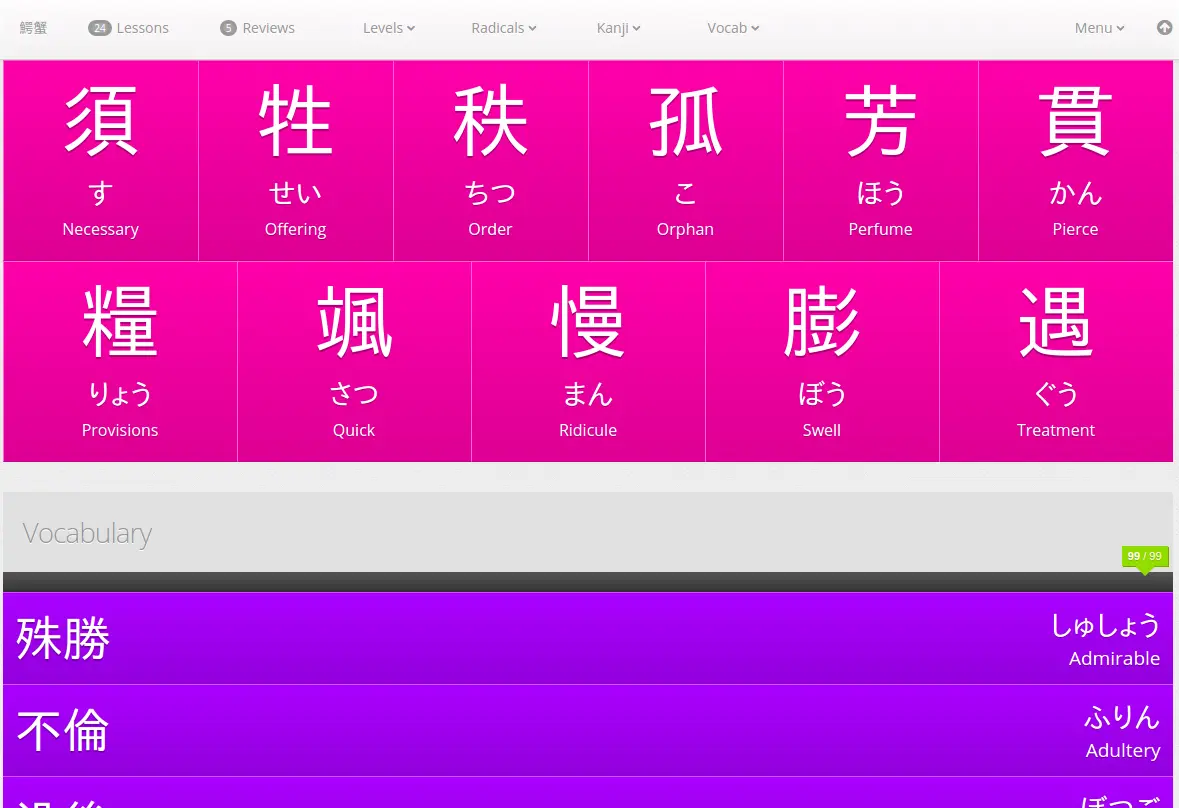 鰐蟹 24 Lessons 5 Reviews Levels Radicals Kanji Vocab Menu
須 牲 秩 孤 芳 貫
す せい ちつ こ ほう かん
Necessary Offering Order Orphan Perfume Pierce
糧 颯 慢 膨 遇
りょう さつ まん ぼう ぐう
Provisions Quick Ridicule Swell Treatment
Vocabulary
99 / 99
殊勝 しゅしょう
Admirable
不倫 ふりん
Adultery
ぼつご